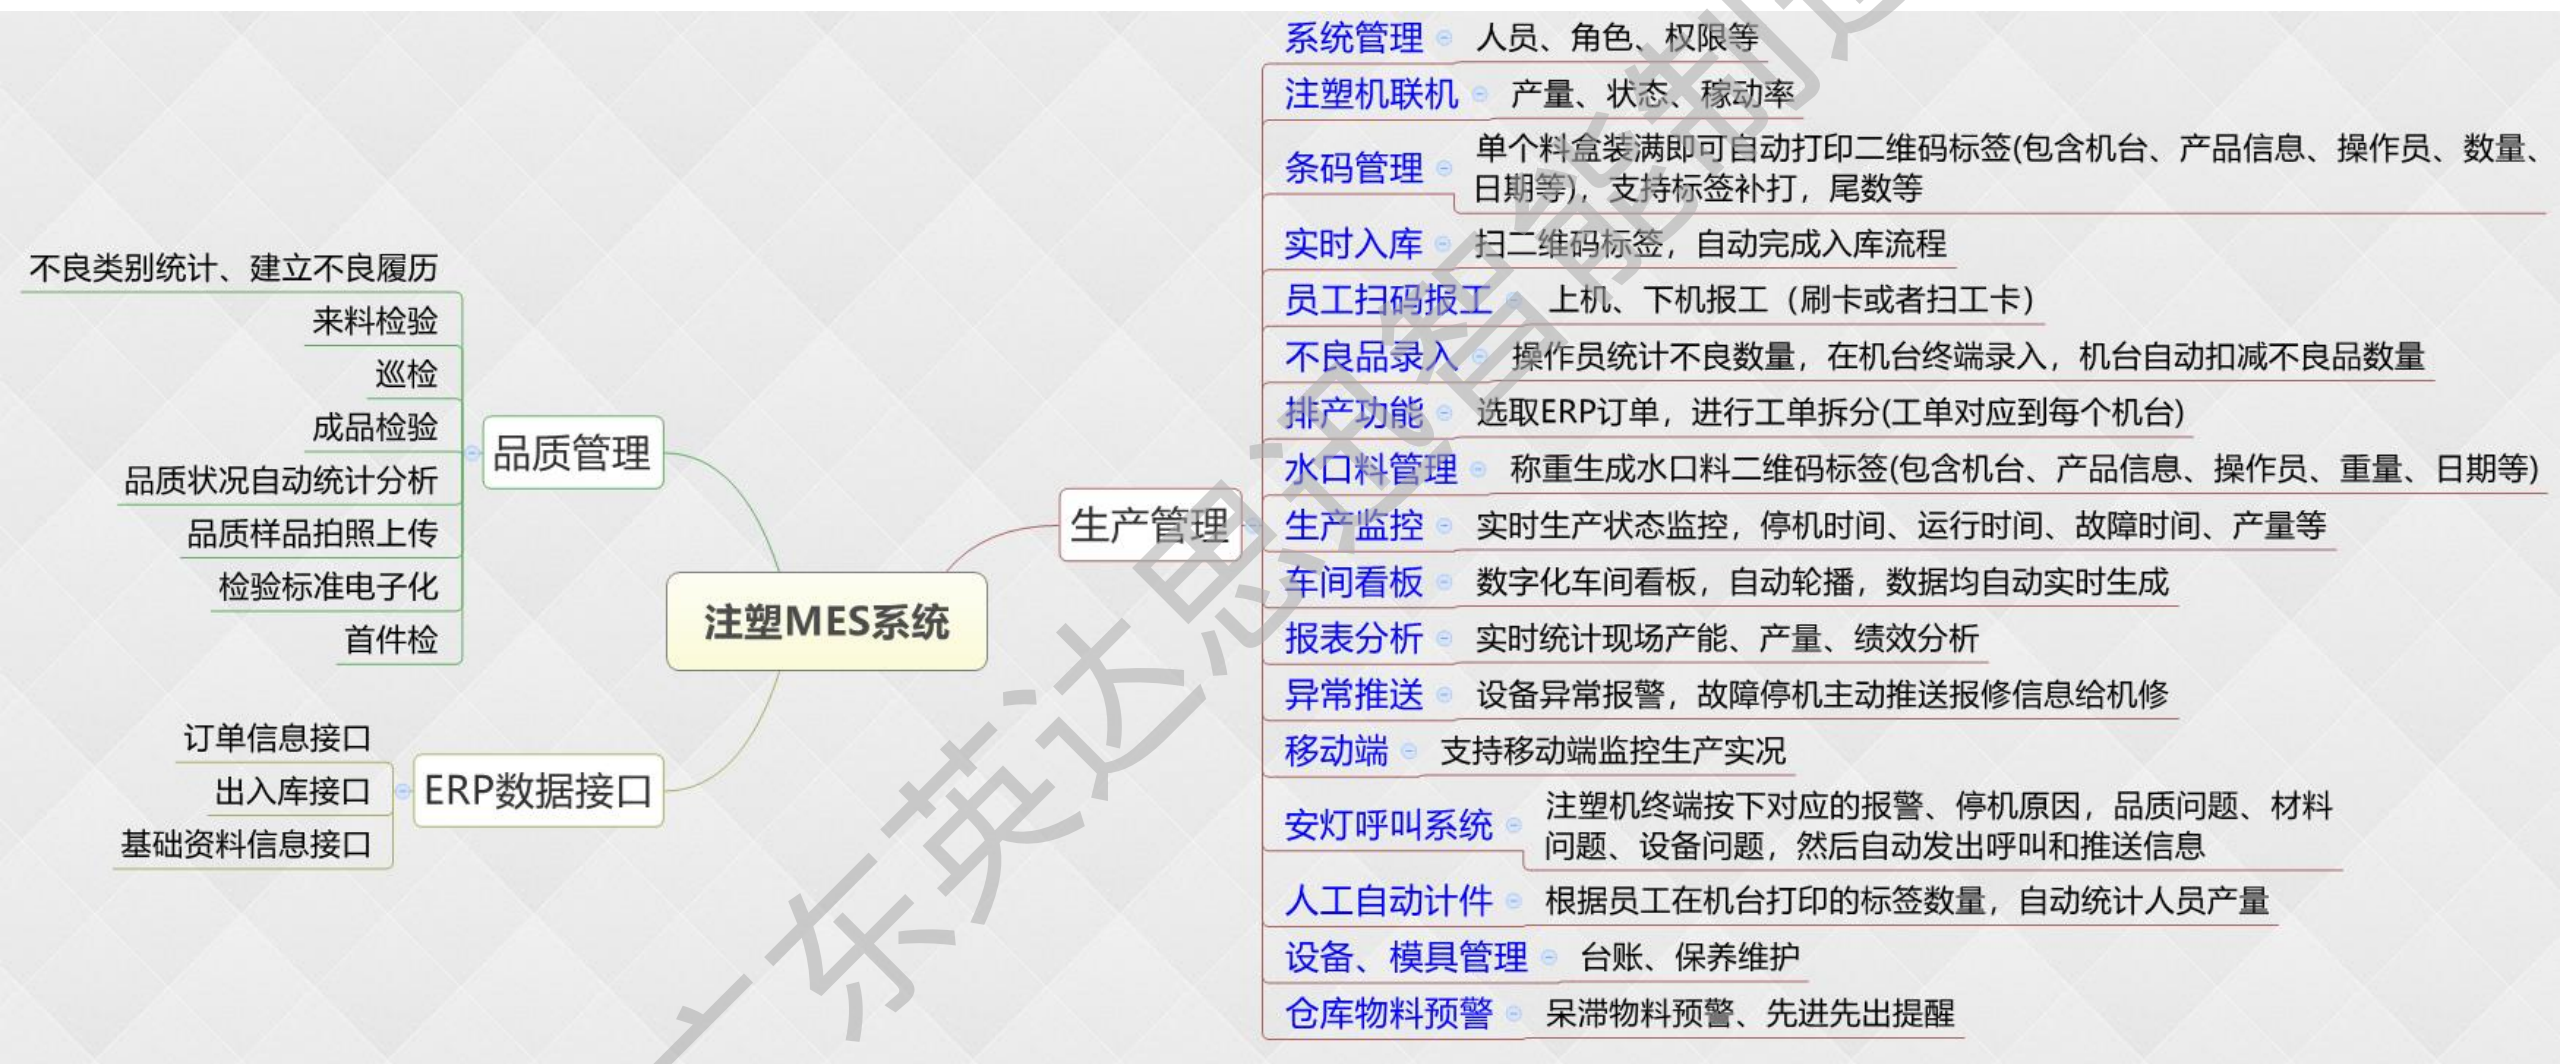 注塑MES系统
品质管理
不良类别统计、建立不良履历
来料检验
巡检
成品检验
品质状况自动统计分析
品质样品拍照上传
检验标准电子化
首件检
ERP数据接口
订单信息接口
出入库接口
基础资料信息接口
生产管理
系统管理 人员、角色、权限等
注塑机联机 产量、状态、稼动率
条码管理 单个料盒装满即可自动打印二维码标签(包含机台、产品信息、操作员、数量、
日期等)，支持标签补打，尾数等
实时入库 扫二维码标签，自动完成入库流程
员工扫码报工 上机、下机报工（刷卡或者扫工卡）
不良品录入 操作员统计不良数量，在机台终端录入，机台自动扣减不良品数量
排产功能 选取ERP订单，进行工单拆分(工单对应到每个机台)
水口料管理 称重生成水口料二维码标签(包含机台、产品信息、操作员、重量、日期等)
生产监控 实时生产状态监控，停机时间、运行时间、故障时间、产量等
车间看板 数字化车间看板，自动轮播，数据均自动实时生成
报表分析 实时统计现场产能、产量、绩效分析
异常推送 设备异常报警，故障停机主动推送报修信息给机修
移动端 支持移动端监控生产实况
安灯呼叫系统 注塑机终端按下对应的报警、停机原因，品质问题、材料
问题、设备问题，然后自动发出呼叫和推送信息
人工自动计件 根据员工在机台打印的标签数量，自动统计人员产量
设备、模具管理 台账、保养维护
仓库物料预警 呆滞物料预警、先进先出提醒
广东英达思迅智能制造